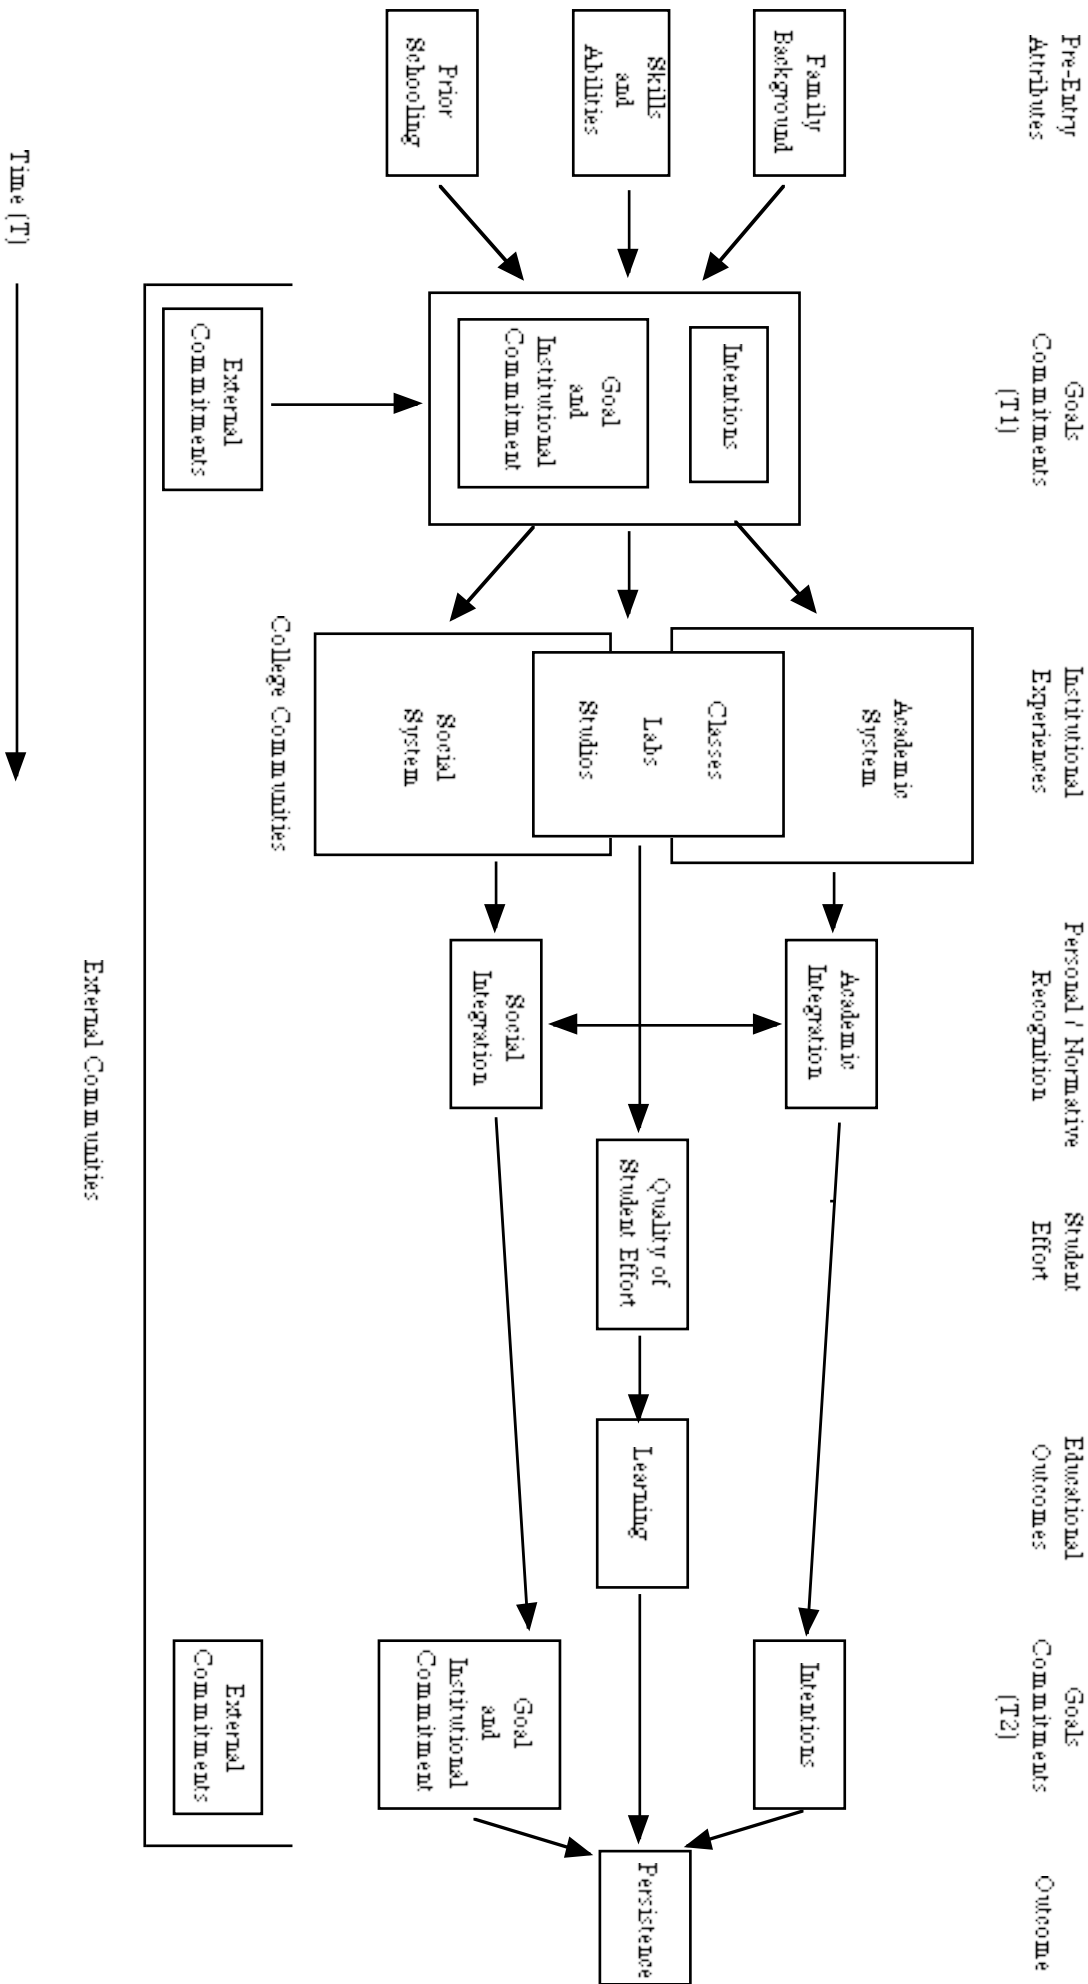 Pre-Entry
Attributes
Goals
Commitments
(T1)
Institutional
Experiences
Personal / Normative
Recognition
Student
Effort
Educational
Outcomes
Goals
Commitments
(T2)
Outcome
Family
Background
Skills
and
Abilities
Prior
Schooling
Intentions
Goal
and
Institutional
Commitment
External
Commitments
Academic
System
Classes
Labs
Studios
Social
System
College Communities
Academic
Integration
Social
Integration
Quality of
Student Effort
Learning
Intentions
Goal
and
Institutional
Commitment
External
Commitments
Persistence
External Communities
Time (T)